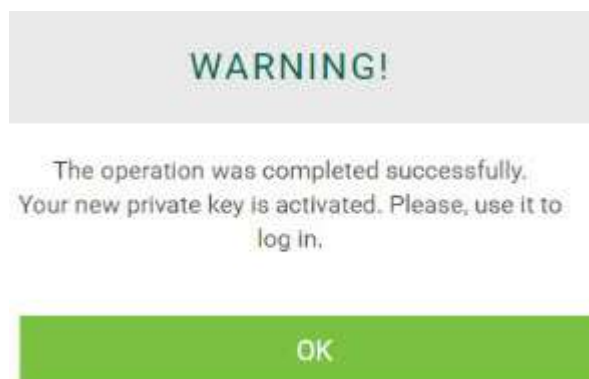 WARNING!
The operation was completed successfully.
Your new private key is activated. Please, use it to
log in.
OK